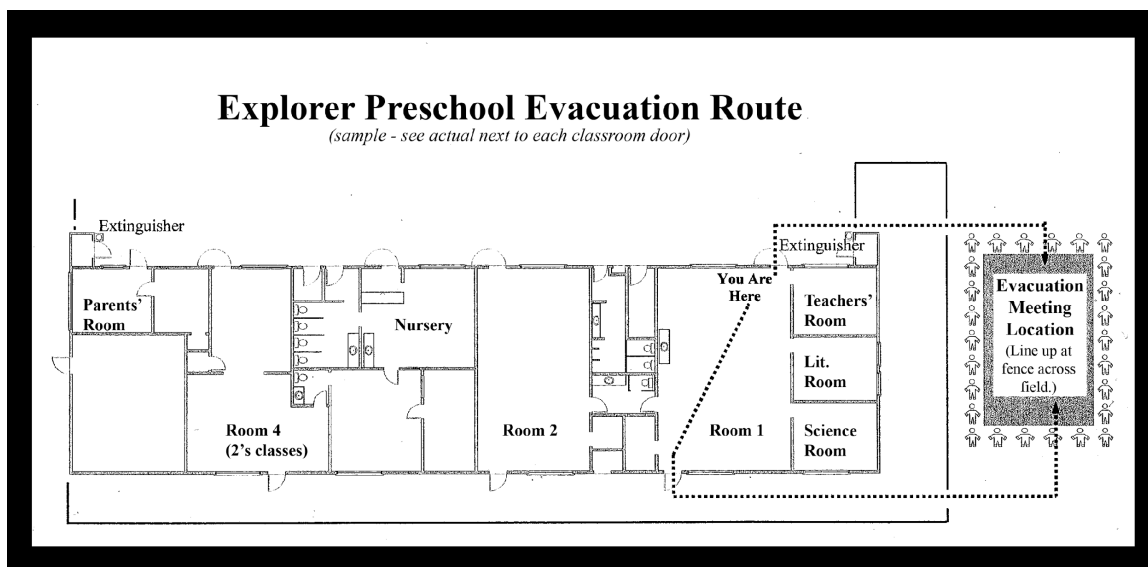 Explorer Preschool Evacuation Route
(sample - see actual next to each classroom door)
Extinguisher
Extinguisher
You Are
Here
Parents'
Room
Nursery
Teachers'
Room
Evacuation
Meeting
Location
(Line up at
fence across
field.)
Lit.
Room
Room 4
(2's classes)
Room 2
Room 1
Science
Room